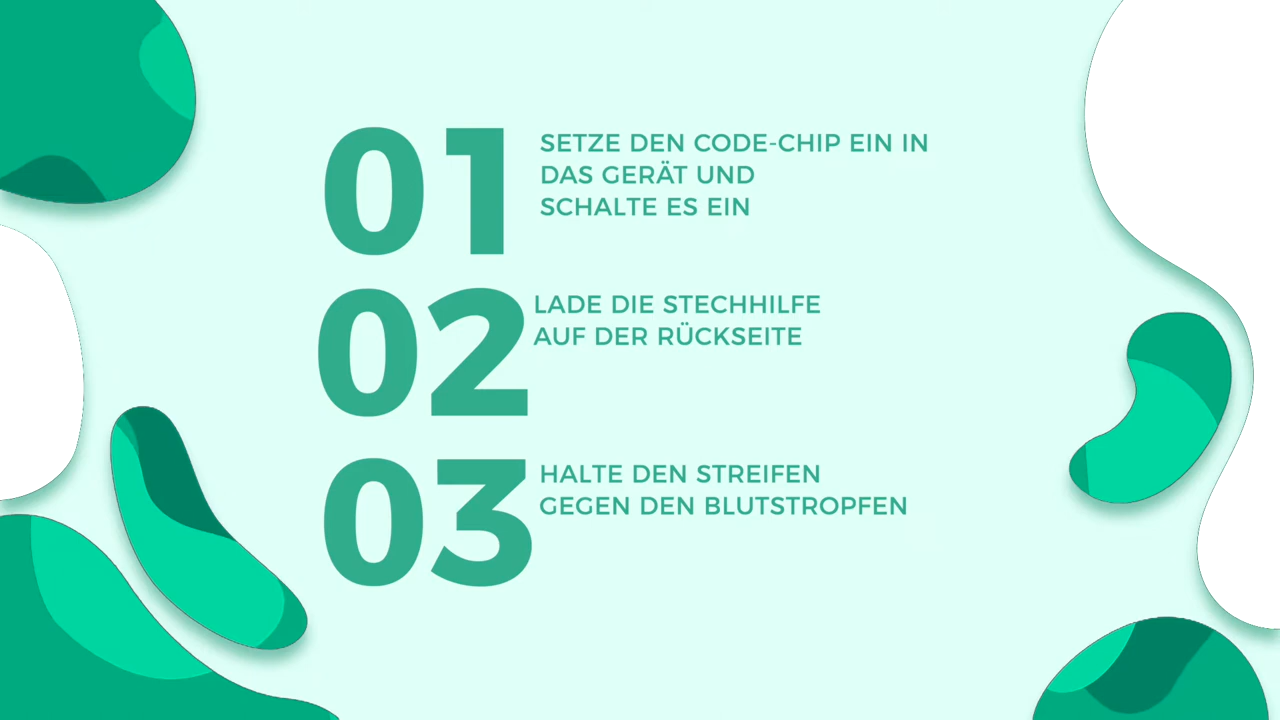 01
SETZE DEN CODE-CHIP EIN IN
DAS GERÄT UND
SCHALTE ES EIN
02
LADE DIE STECHHILFE
AUF DER RÜCKSEITE
03
HALTE DEN STREIFEN
GEGEN DEN BLUTSTROPFEN